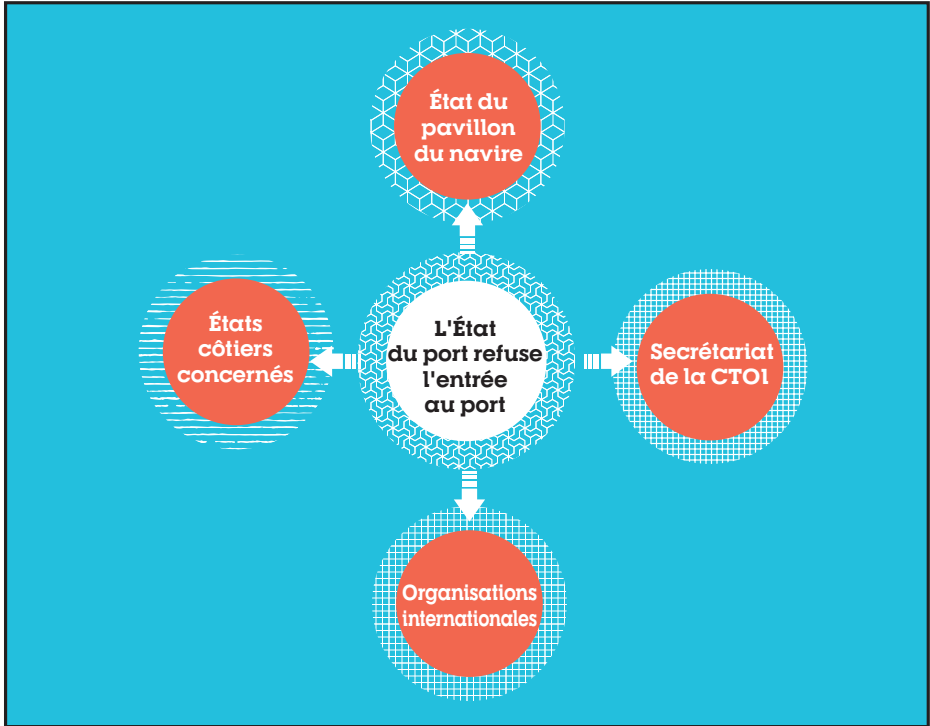 État du
pavillon
du navire
États
côtiers
concernés
L'État
du port refuse
l'entrée
au port
Secrétariat
de la CTO1
Organisations
internationales